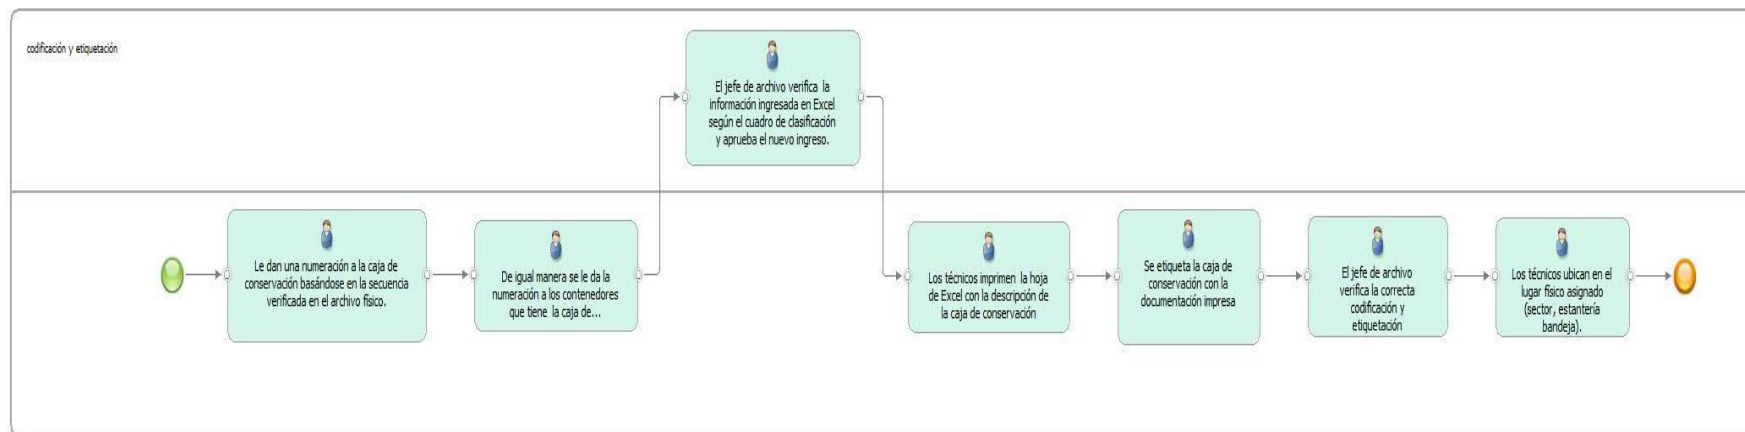 codificación y etiquetación
El jefe de archivo verifica la
información ingresada en Excel
según el cuadro de clasificación
y aprueba el nuevo ingreso.
Le dan una numeración a la caja de
conservación basándose en la secuencia
verificada en el archivo físico.
De igual manera se le da la
numeración a los contenedores
que tiene la caja de...
Los técnicos imprimen la hoja
de Excel con la descripción de
la caja de conservación
Se etiqueta la caja de
conservación con la
documentación impresa
El jefe de archivo
verifica la correcta
codificación y
etiquetación
Los técnicos ubican en el
lugar físico asignado
(sector, estantería
bandeja).